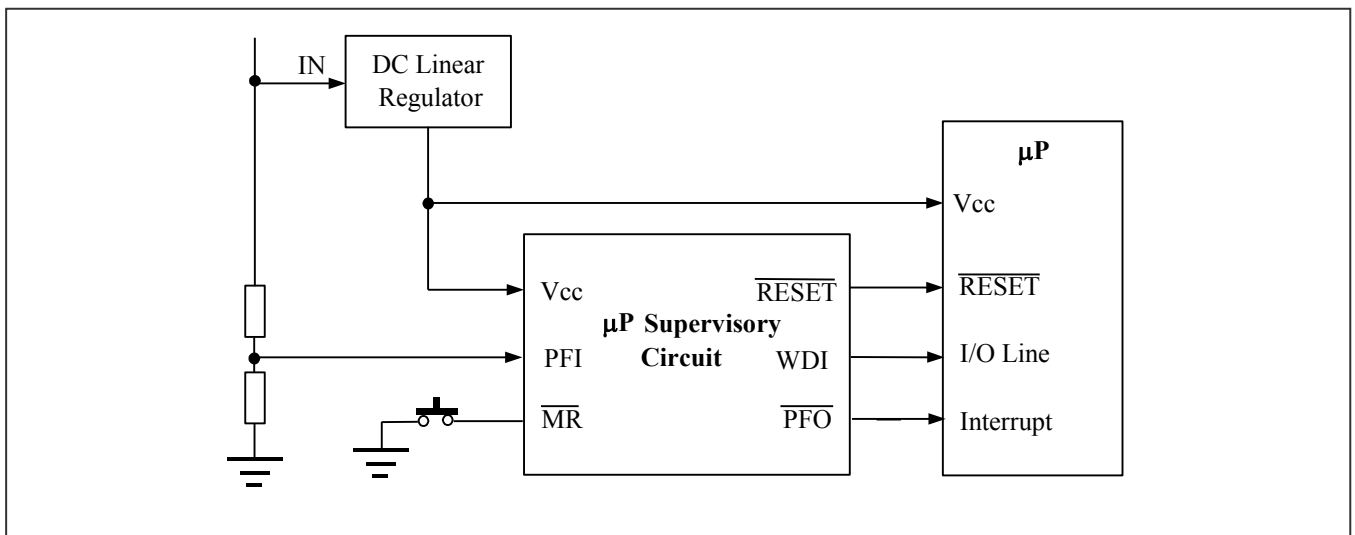 IN
DC Linear
Regulator
μP
Vcc
Vcc
RESET
RESET
μP Supervisory
Circuit
PFI
WDI
I/O Line
MR
PFO
Interrupt